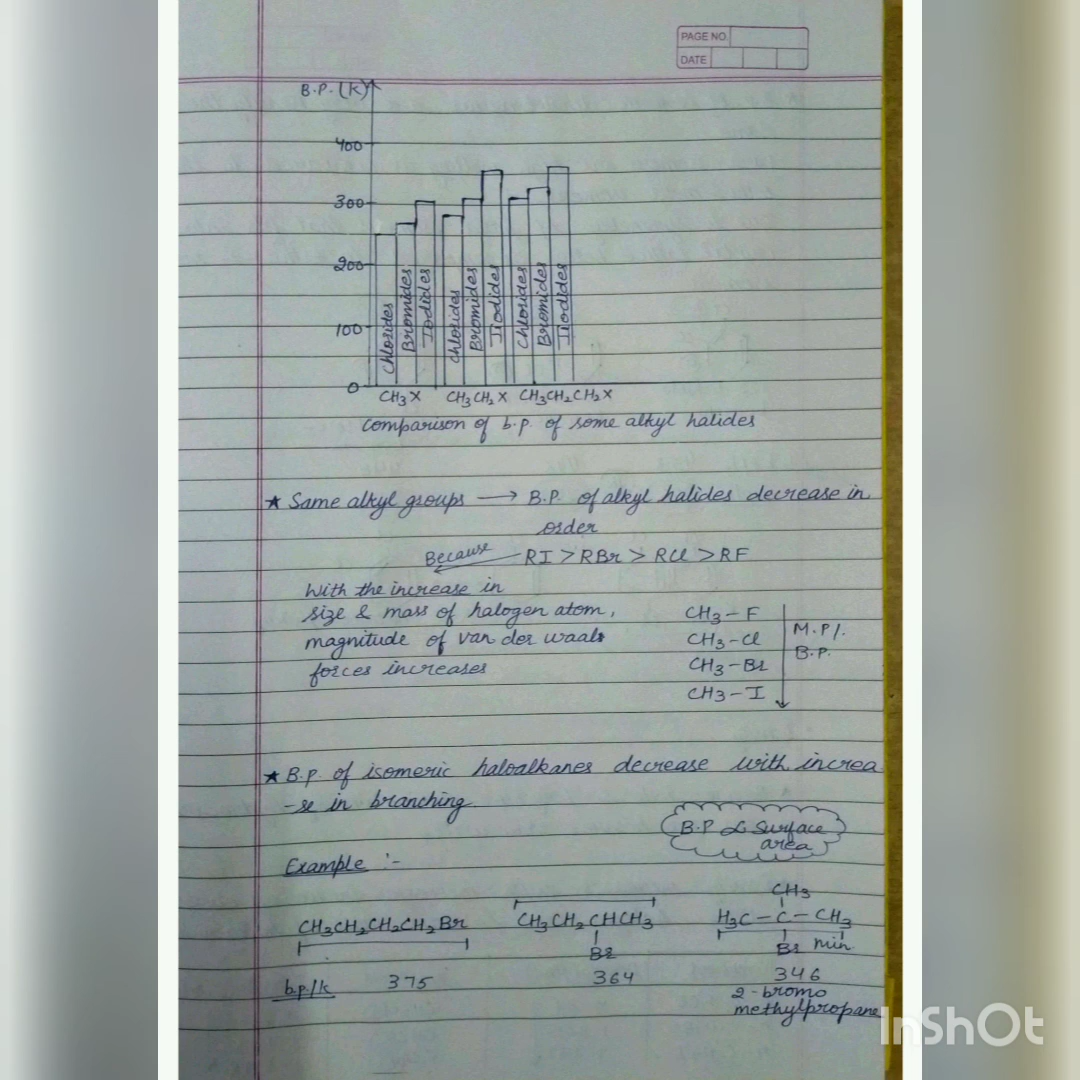 PAGE NO.
DATE
B.P.(K)
400
300
200
100
0
Chlorides
Bromides
Iodides
Chlorides
Bromides
Iodides
Chlorides
Bromides
Iodides
CH3X CH3CH2X CH3CH2CH2X
Comparison of b.p. of some alkyl halides
★ Same alkyl groups → B.P. of alkyl halides decrease in
order
Because RI > RBr > RCl > RF
With the increase in
size & mass of halogen atom,
magnitude of van der waals
forces increases
CH3-F
CH3-Cl
CH3-Br
CH3-I
M.P/.
B.P.
★ B.p. of isomeric haloalkanes decrease with increa
-se in branching
B.P ∝ Surface
area
Example :-
CH3
CH3CH2CH2CH2Br CH3CH2CHCH3 H3C-C-CH3
Br Br min
b.p/k 375 364 346
2-bromo
methylpropane
InShOt